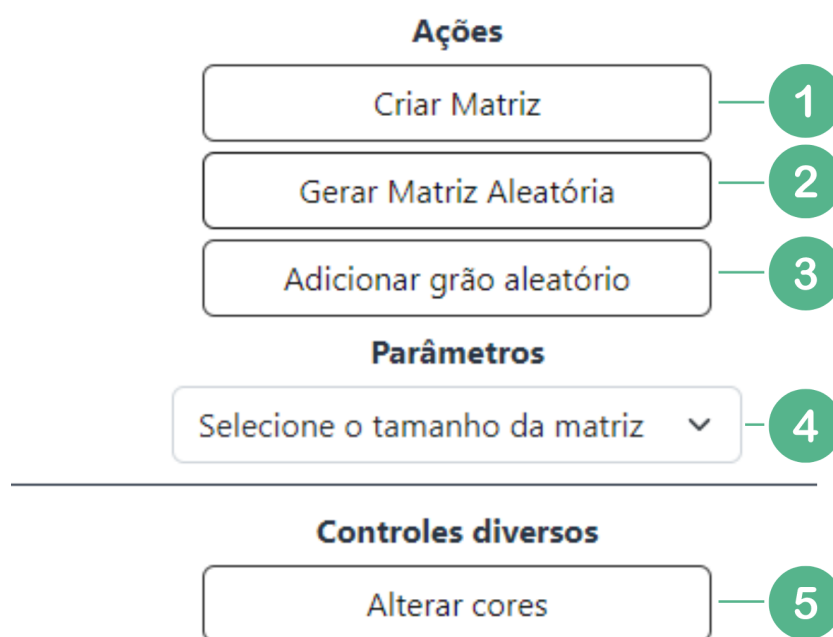 Ações
Criar Matriz 1
Gerar Matriz Aleatória 2
Adicionar grão aleatório 3
Parâmetros
Selecione o tamanho da matriz 4
Controles diversos
Alterar cores 5